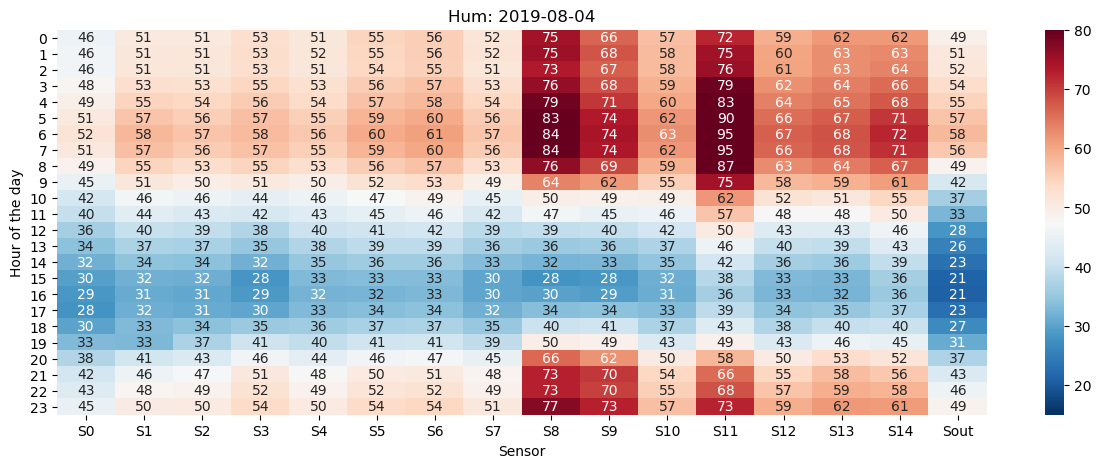 Hum: 2019-08-04
Hour of the day
0 46 51 51 53 51 55 56 52 75 66 57 72 59 62 62 49
1 46 51 51 53 52 55 56 52 75 68 58 75 60 63 63 51
2 46 51 51 53 51 54 55 51 73 67 58 76 61 63 64 52
3 48 53 53 55 53 56 57 53 76 68 59 79 62 64 66 54
4 49 55 54 56 54 57 58 54 79 71 60 83 64 65 68 55
5 51 57 56 57 55 59 60 56 83 74 62 90 66 67 71 57
6 52 58 57 58 56 60 61 57 84 74 63 95 67 68 72 58
7 51 57 56 57 55 59 60 56 84 74 62 95 66 68 71 56
8 49 55 53 55 53 56 57 53 76 69 59 87 63 64 67 49
9 45 51 50 51 50 52 53 49 64 62 55 75 58 59 61 42
10 42 46 46 44 46 47 49 45 50 49 49 62 52 51 55 37
11 40 44 43 42 43 45 46 42 47 45 46 57 48 48 50 33
12 36 40 39 38 40 41 42 39 39 40 42 50 43 43 46 28
13 34 37 37 35 38 39 39 36 36 36 37 46 40 39 43 26
14 32 34 34 32 35 36 36 33 32 33 35 42 36 36 39 23
15 30 32 32 28 33 33 33 30 28 28 32 38 33 33 36 21
16 29 31 31 29 32 32 33 30 30 29 31 36 33 32 36 21
17 28 32 31 30 33 34 34 32 34 34 33 39 34 35 37 23
18 30 33 34 35 36 37 37 35 40 41 37 43 38 40 40 27
19 33 33 37 41 40 41 41 39 50 49 43 49 43 46 45 31
20 38 41 43 46 44 46 47 45 66 62 50 58 50 53 52 37
21 42 46 47 51 48 50 51 48 73 70 54 66 55 58 56 43
22 43 48 49 52 49 52 52 49 73 70 55 68 57 59 58 46
23 45 50 50 54 50 54 54 51 77 73 57 73 59 62 61 49
S0 S1 S2 S3 S4 S5 S6 S7 S8 S9 S10 S11 S12 S13 S14 Sout
Sensor
80
70
60
50
40
30
20